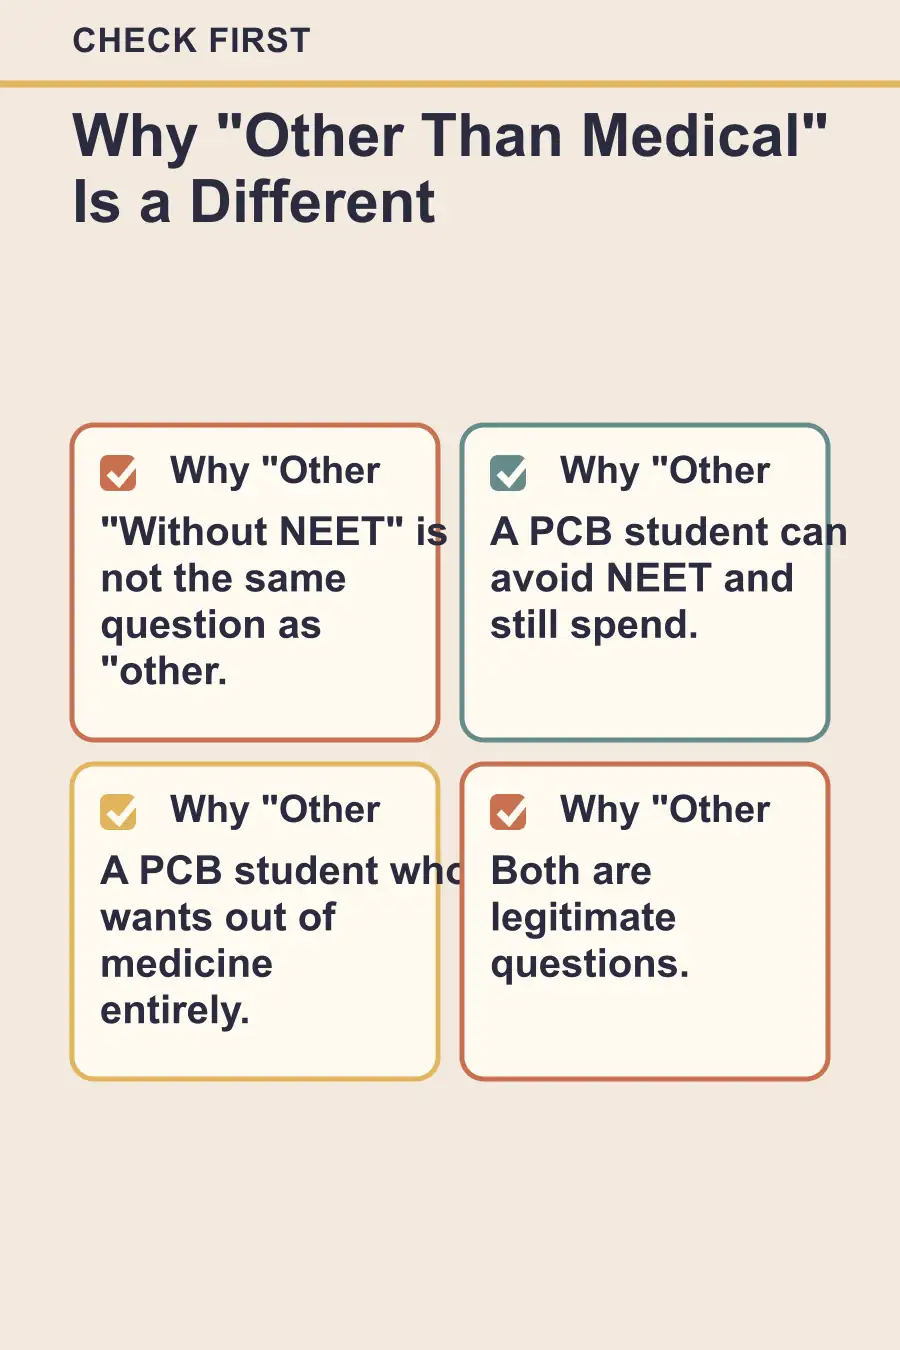 CHECK FIRST
Why "Other Than Medical"
Is a Different
Why "Other
"Without NEET" is
not the same
question as
"other.
Why "Other
A PCB student can
avoid NEET and
still spend.
Why "Other
A PCB student who
wants out of
medicine
entirely.
Why "Other
Both are
legitimate
questions.